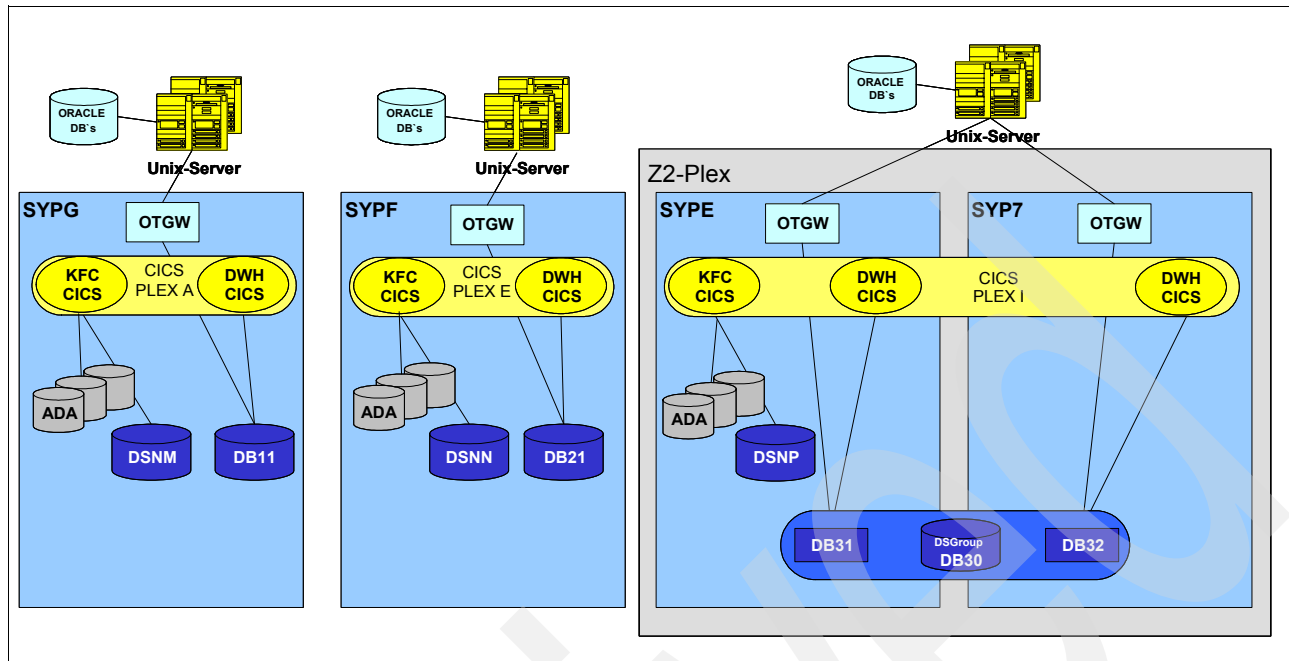 ORACLE
DB`s
Unix-Server
SYPG
OTGW
KFC
CICS
CICS
PLEX A
DWH
CICS
ADA
DSNM
DB11
ORACLE
DB`s
Unix-Server
SYPF
OTGW
KFC
CICS
CICS
PLEX E
DWH
CICS
ADA
DSNN
DB21
ORACLE
DB`s
Unix-Server
Z2-Plex
SYPE
OTGW
SYP7
OTGW
KFC
CICS
DWH
CICS
CICS
PLEX I
DWH
CICS
ADA
DSNP
DB31
DSGroup
DB30
DB32